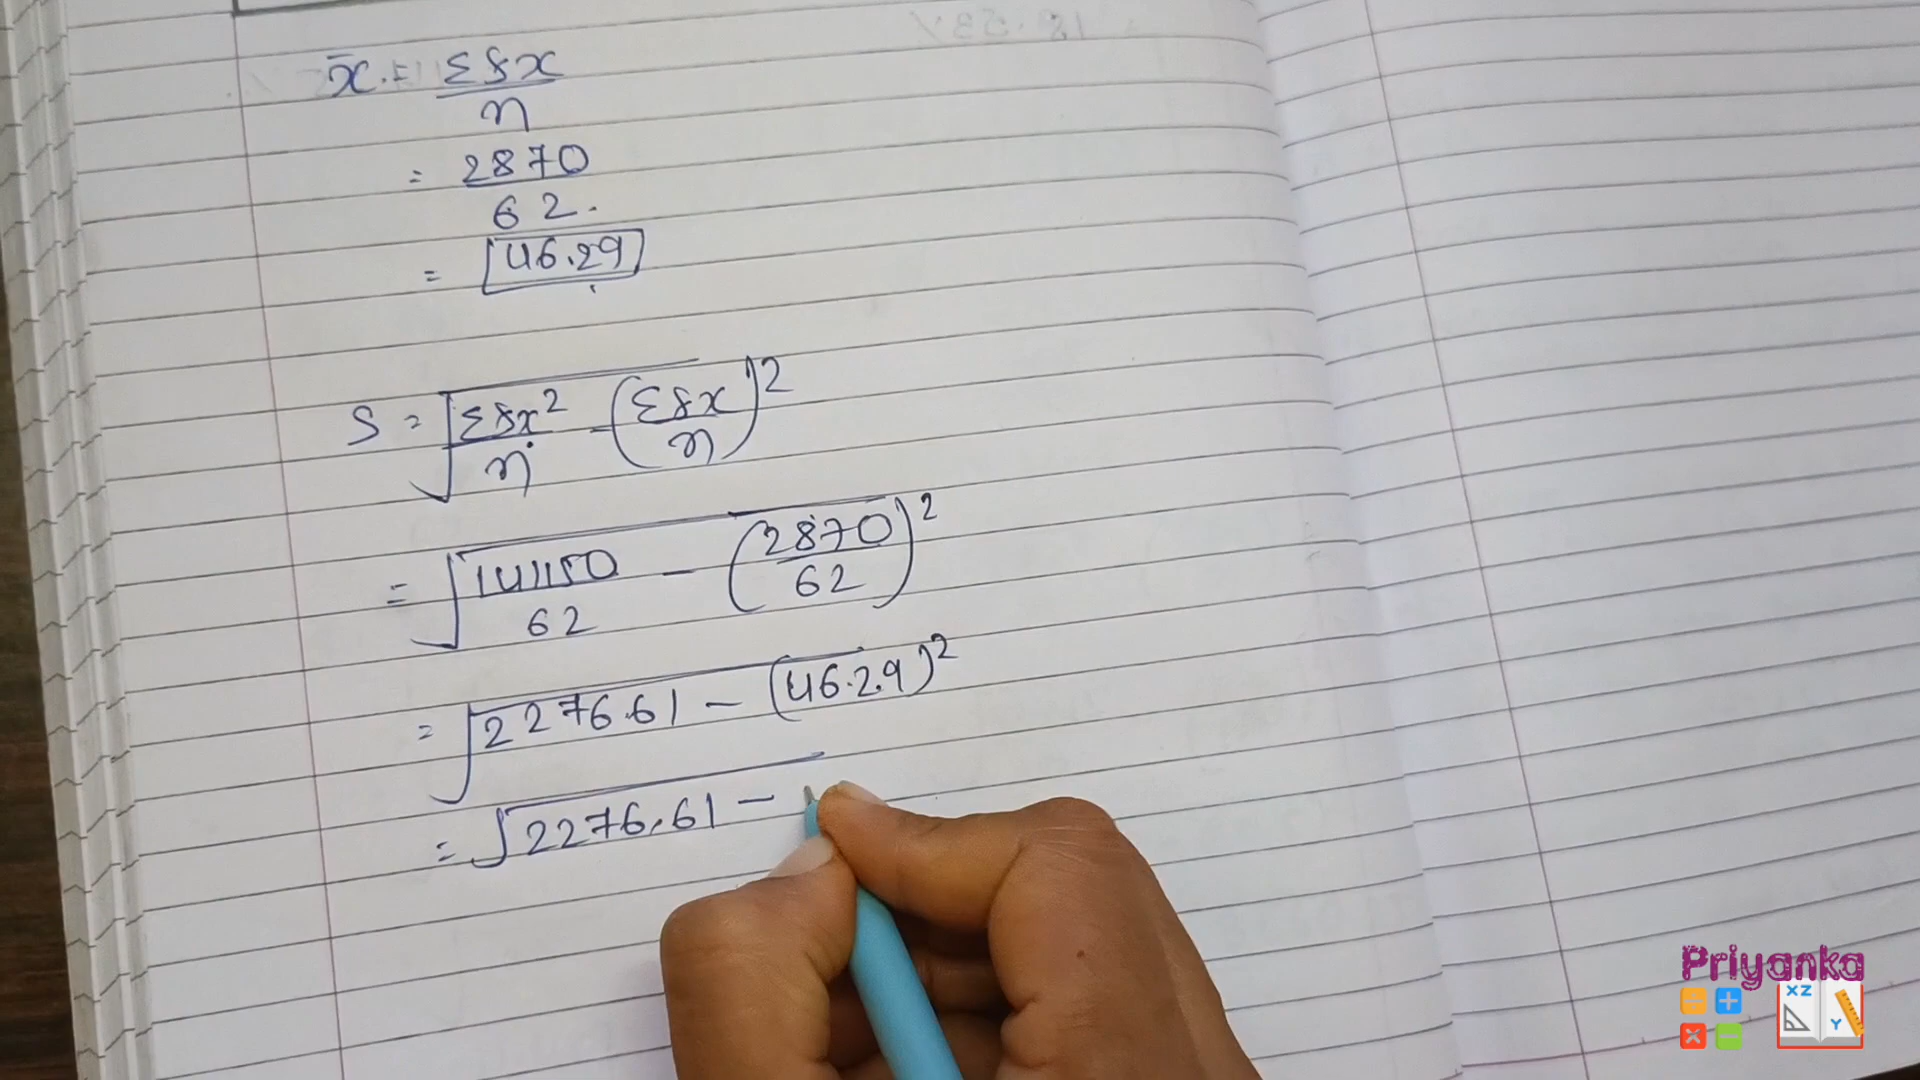 x̄ = Σfx
n
= 2870
62.
= 46.29
S = √Σfx² - (Σfx)²
n n
= √141150 - (2870)²
62 62
= √2276.61 - (46.29)²
= √2276.61 -
Priyanka
XZ
Y